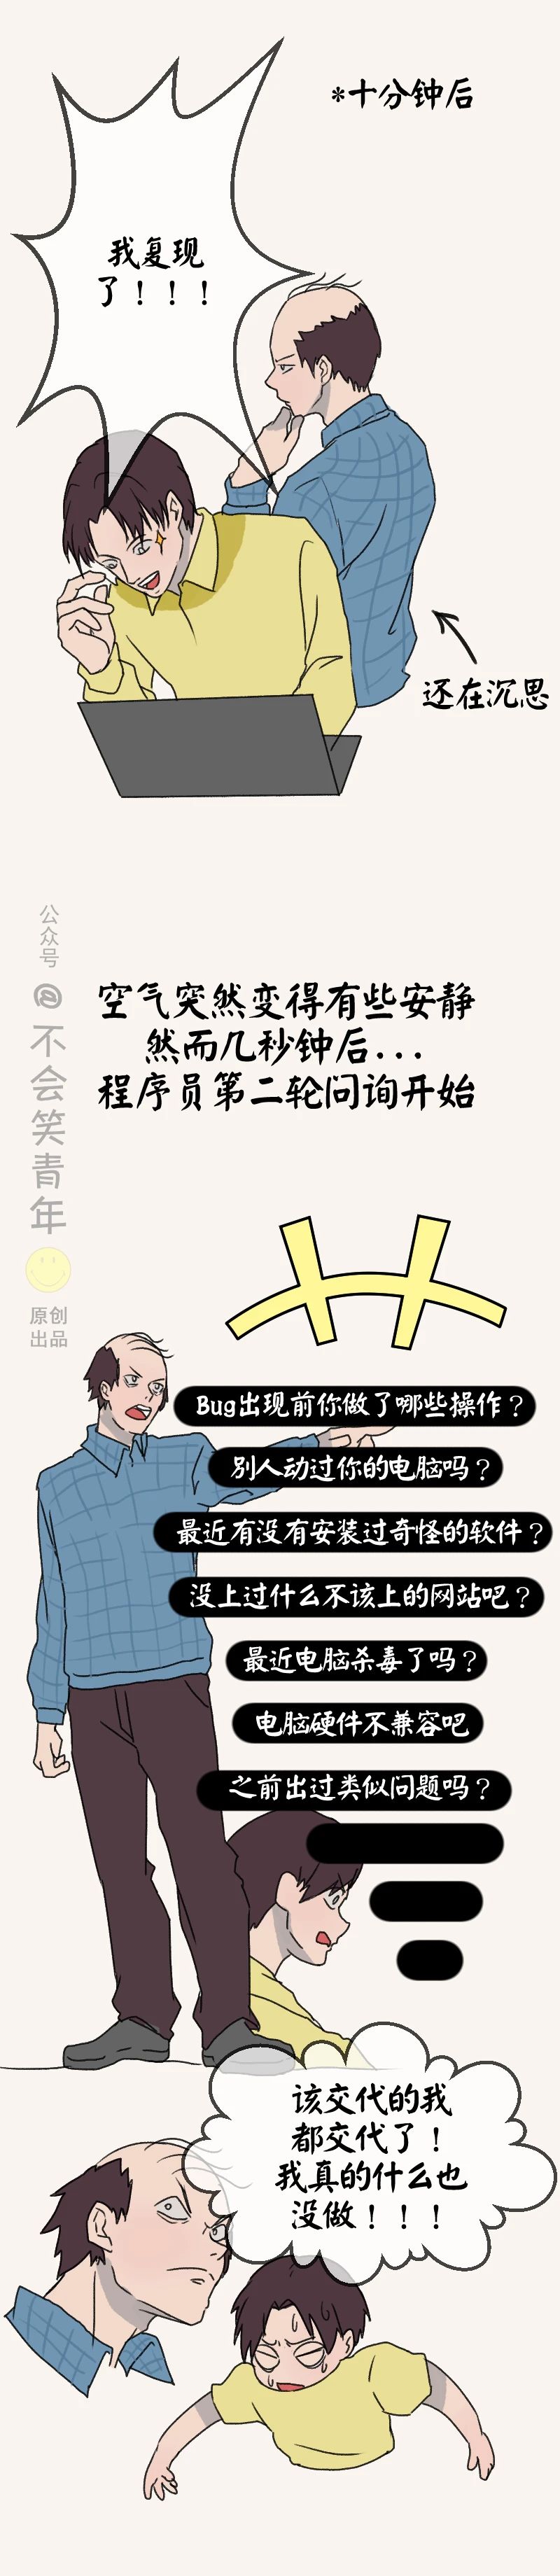 *十分钟后
我复现
了！！！
还在沉思
公众号
@不会笑青年
原创
出品
空气突然变得有些安静
然而几秒钟后...
程序员第二轮问询开始
Bug出现前你做了哪些操作？
别人动过你的电脑吗？
最近有没有安装过奇怪的软件？
没上过什么不该上的网站吧？
最近电脑杀毒了吗？
电脑硬件不兼容吧
之前出过类似问题吗？
该交代的我
都交代了！
我真的什么也
没做！！！